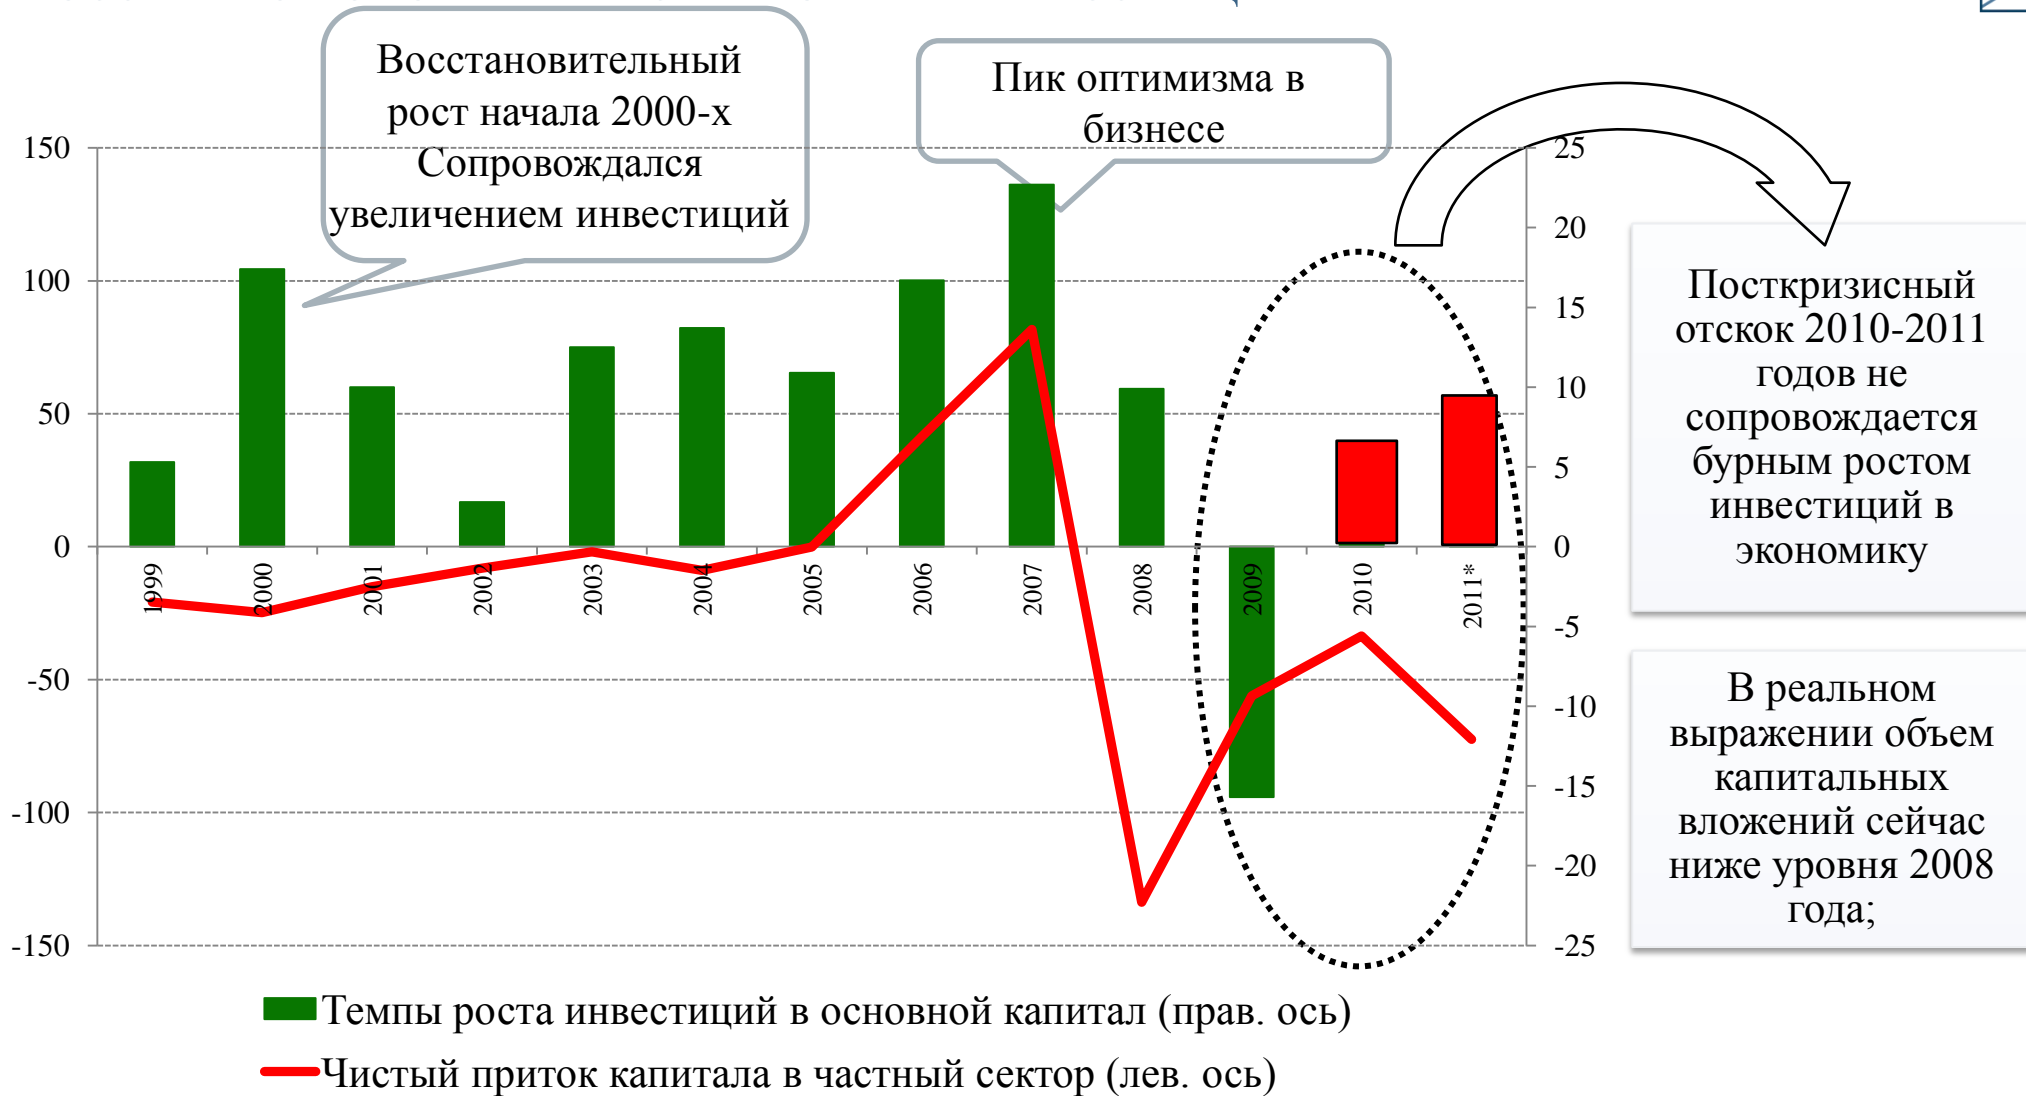 Восстановительный
рост начала 2000-х
Сопровождался
увеличением инвестиций
Пик оптимизма в
бизнесе
150
100
50
0
-50
-100
-150
1999
2000
2001
2002
2003
2004
2005
2006
2007
2008
2009
2010
2011*
25
20
15
10
5
0
-5
-10
-15
-20
-25
Посткризисный
отскок 2010-2011
годов не
сопровождается
бурным ростом
инвестиций в
экономику
В реальном
выражении объем
капитальных
вложений сейчас
ниже уровня 2008
года;
Темпы роста инвестиций в основной капитал (прав. ось)
Чистый приток капитала в частный сектор (лев. ось)